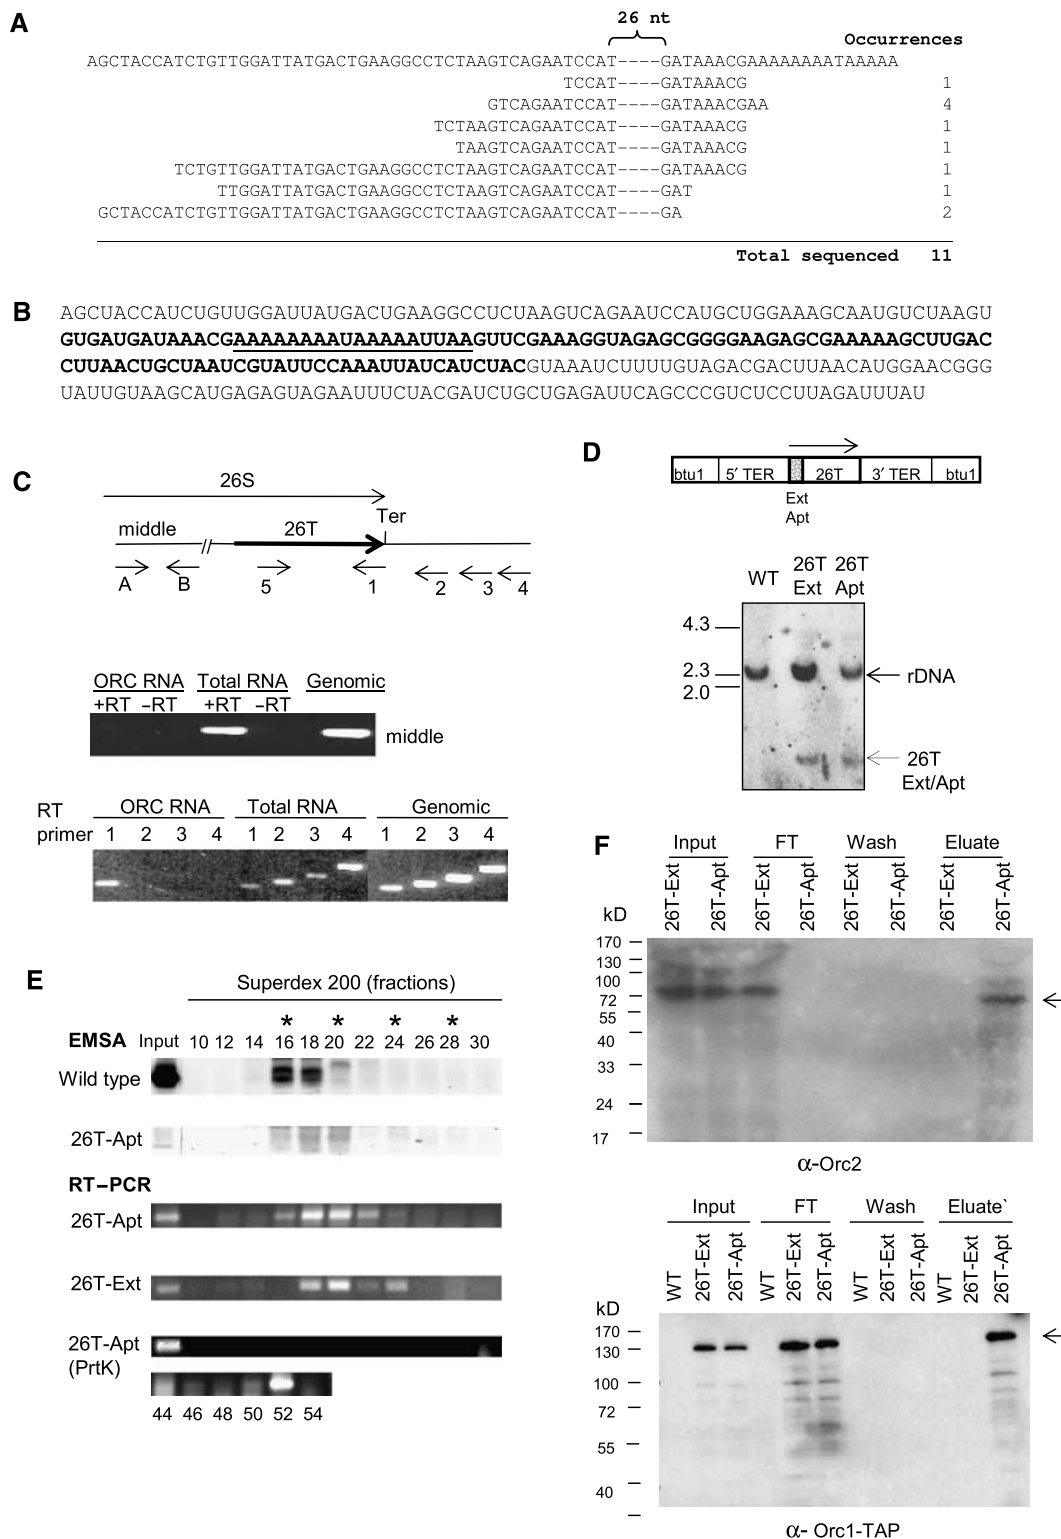 A
26 nt
Occurrences
AGCTACCATCTGTTGGATTATGACTGAAGGCCTCTAAGTCAGAATCCAT----GATAAACGAAAAAAAATAAAAA
TCCAT----GATAAACG 1
GTCAGAATCCAT----GATAAACGAA 4
TCTAAGTCAGAATCCAT----GATAAACG 1
TAAGTCAGAATCCAT----GATAAACG 1
TCTGTTGGATTATGACTGAAGGCCTCTAAGTCAGAATCCAT----GATAAACG 1
TTGGATTATGACTGAAGGCCTCTAAGTCAGAATCCAT----GAT 1
GCTACCATCTGTTGGATTATGACTGAAGGCCTCTAAGTCAGAATCCAT----GA 2
Total sequenced 11
B
AGCUACCAUCUGUUGGAUUAUGACUGAAGGCCUCUAAGUCAGAAUCCAUGCUGGAAAGCAAUGUCUAAGU
GUGAUGAUAAACGAAAAAAAAUAAAAAUUAAGUUCGAAAGGUAGAGCGGGGAAGAGCGAAAAAGCUUGAC
CUUAACUGCUAAUCGUAUUCCAAAUUAUCAUCUACGUAAAUCUUUUGUAGACGACUUAACAUGGAACGGG
UAUUGUAAGCAUGAGAGUAGAAUUUCUACGAUCUGCUGAGAUUCAGCCCGUCUCCUUAGAUUUAU
C
26S
Ter
middle 26T
A B 5 1 2 3 4
ORC RNA Total RNA Genomic
+RT –RT +RT –RT
middle
RT primer
ORC RNA Total RNA Genomic
1 2 3 4 1 2 3 4 1 2 3 4
D
btu1 5′ TER 26T 3′ TER btu1
Ext
Apt
WT 26T Ext 26T Apt
4.3
2.3
2.0
rDNA
26T
Ext/Apt
E
Superdex 200 (fractions)
* * * *
EMSA Input 10 12 14 16 18 20 22 24 26 28 30
Wild type
26T-Apt
RT–PCR
26T-Apt
26T-Ext
26T-Apt
(PrtK)
44 46 48 50 52 54
F
Input FT Wash Eluate
26T-Ext 26T-Apt 26T-Ext 26T-Apt 26T-Ext 26T-Apt 26T-Ext 26T-Apt
kD
170
130
100
72
55
40
33
24
17
α-Orc2
Input FT Wash Eluate`
WT 26T-Ext 26T-Apt WT 26T-Ext 26T-Apt WT 26T-Ext 26T-Apt WT 26T-Ext 26T-Apt
kD
170
130
100
72
55
40
α- Orc1-TAP